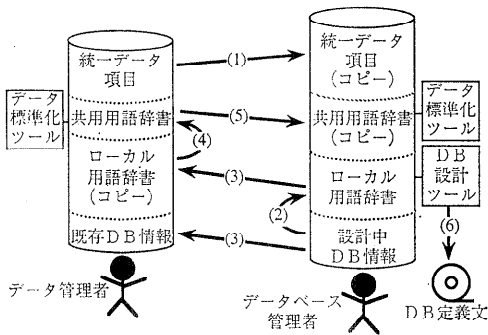 統一データ
項目
共用用語辞書
ローカル
用語辞書
(コピー)
既存DB情報
データ
標準化
ツール
データ管理者
(1)
(5)
(4)
(3)
(2)
(3)
統一データ
項目
(コピー)
共用用語辞書
(コピー)
ローカル
用語辞書
設計中
DB情報
データ
標準化
ツール
DB
設計
ツール
(6)
データベース
管理者
DB定義文